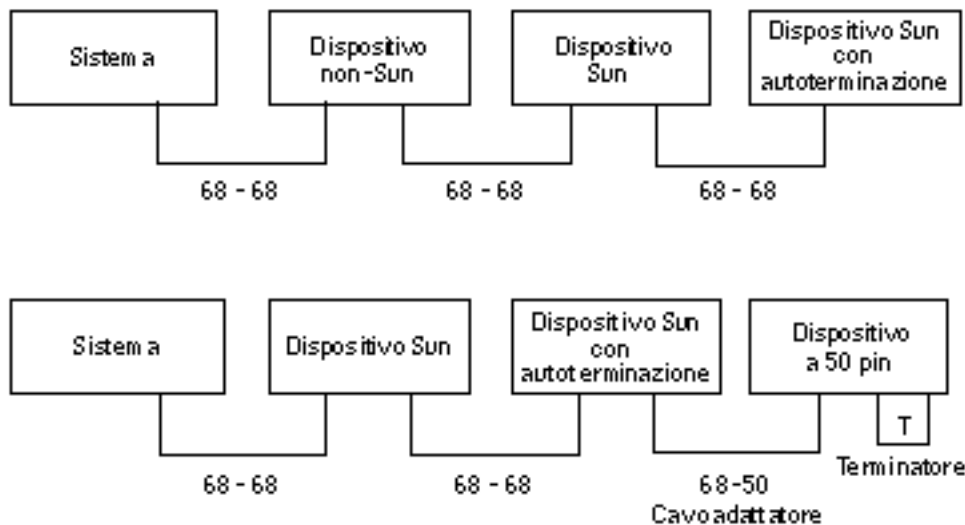 Sistema
Dispositivo
non-Sun
Dispositivo
Sun
Dispositivo Sun
con
autoterminazione
68 - 68
68 - 68
68 - 68
Sistema
Dispositivo Sun
Dispositivo Sun
con
autoterminazione
Dispositivo
a 50 pin
T
Terminatore
68 - 68
68 - 68
68-50
Cavo adattatore